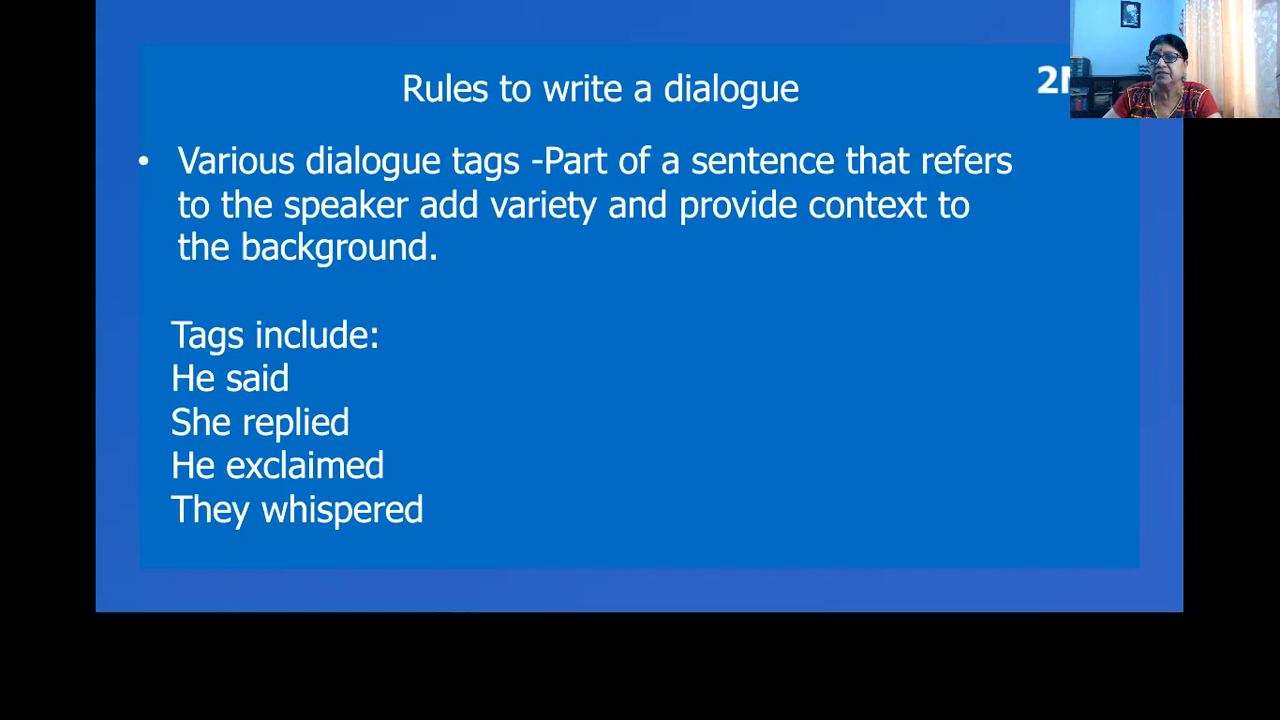 Rules to write a dialogue
• Various dialogue tags -Part of a sentence that refers
to the speaker add variety and provide context to
the background.
Tags include:
He said
She replied
He exclaimed
They whispered